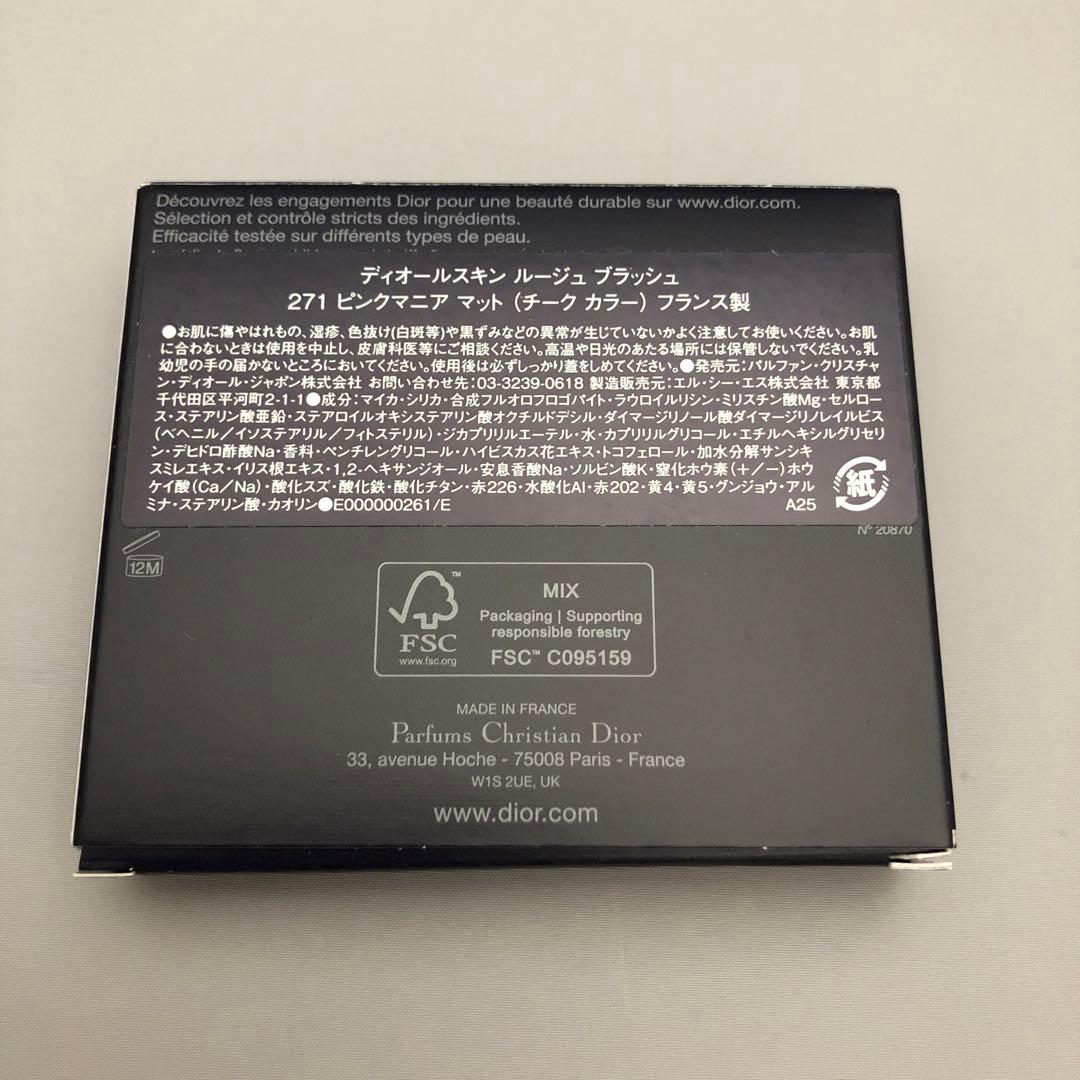 Découvrez les engagements Dior pour une beauté durable sur www.dior.com.
Sélection et contrôle stricts des ingrédients.
Efficacité testée sur différents types de peau.
ディオールスキン ルージュ ブラッシュ
271 ピンクマニア マット (チーク カラー) フランス製
●お肌に傷やはれもの、湿疹、色抜け(白斑等)や黒ずみなどの異常が生じていないかよく注意してお使いください。お肌
に合わないときは使用を中止し、皮膚科医等にご相談ください。高温や日光のあたる場所には保管しないでください。乳
幼児の手の届かないところにおいてください。使用後は必ずしっかり蓋をしめてください。●発売元:パルファン・クリスチャ
ン・ディオール・ジャポン株式会社 お問い合わせ先:03-3239-0618 製造販売元:エル・シー・エス株式会社 東京都
千代田区平河町2-1-1●成分:マイカ・シリカ・合成フルオロフロゴパイト・ラウロイルリシン・ミリスチン酸Mg・セルロー
ス・ステアリン酸亜鉛・ステアロイルオキシステアリン酸オクチルドデシル・ダイマージリノール酸ダイマージリノレイルビス
(ベヘニル/イソステアリル/フィトステリル)・ジカプリリルエーテル・水・カプリリルグリコール・エチルヘキシルグリセリ
ン・デヒドロ酢酸Na・香料・ペンチレングリコール・ハイビスカス花エキス・トコフェロール・加水分解サンシキ
スミレエキス・イリス根エキス・1,2-ヘキサンジオール・安息香酸Na・ソルビン酸K・窒化ホウ素(+/-)ホウ
ケイ酸(Ca/Na)・酸化スズ・酸化鉄・酸化チタン・赤226・水酸化Al・赤202・黄4・黄5・グンジョウ・アル
ミナ・ステアリン酸・カオリン●E000000261/E A25
紙
N° 20870
12M
FSC™
www.fsc.org
MIX
Packaging | Supporting
responsible forestry
FSC™ C095159
MADE IN FRANCE
Parfums Christian Dior
33, avenue Hoche - 75008 Paris - France
W1S 2UE, UK
www.dior.com